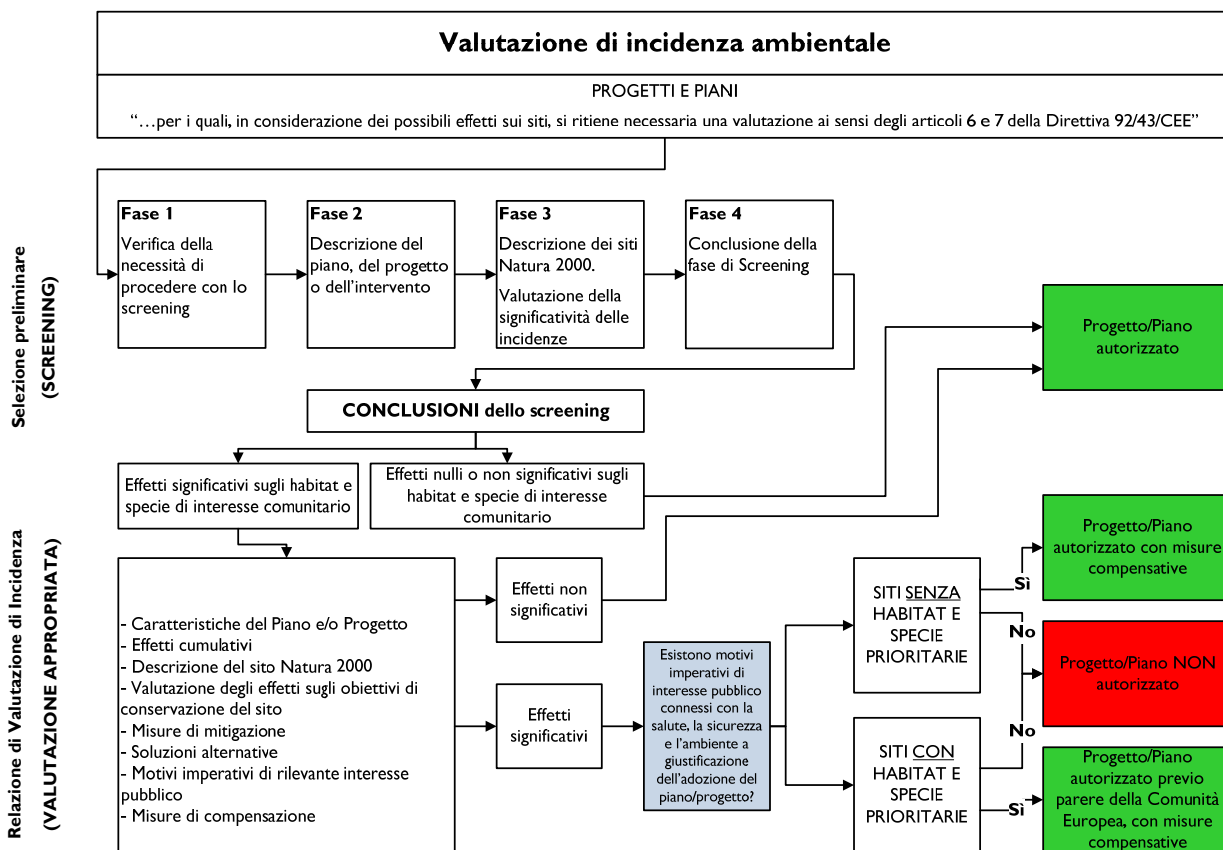 Valutazione di incidenza ambientale
PROGETTI E PIANI
“…per i quali, in considerazione dei possibili effetti sui siti, si ritiene necessaria una valutazione ai sensi degli articoli 6 e 7 della Direttiva 92/43/CEE”
Selezione preliminare
(SCREENING)
Fase 1
Verifica della
necessità di
procedere con lo
screening
Fase 2
Descrizione del
piano, del progetto
o dell’intervento
Fase 3
Descrizione dei siti
Natura 2000.
Valutazione della
significatività delle
incidenze
Fase 4
Conclusione della
fase di Screening
Progetto/Piano
autorizzato
CONCLUSIONI dello screening
Effetti significativi sugli habitat e
specie di interesse comunitario
Effetti nulli o non significativi sugli
habitat e specie di interesse
comunitario
Relazione di Valutazione di Incidenza
(VALUTAZIONE APPROPRIATA)
- Caratteristiche del Piano e/o Progetto
- Effetti cumulativi
- Descrizione del sito Natura 2000
- Valutazione degli effetti sugli obiettivi di
conservazione del sito
- Misure di mitigazione
- Soluzioni alternative
- Motivi imperativi di rilevante interesse
pubblico
- Misure di compensazione
Effetti non
significativi
Effetti
significativi
Esistono motivi
imperativi di
interesse pubblico
connessi con la
salute, la sicurezza
e l’ambiente a
giustificazione
dell’adozione del
piano/progetto?
SITI SENZA
HABITAT E
SPECIE
PRIORITARIE
SITI CON
HABITAT E
SPECIE
PRIORITARIE
Sì
No
No
Sì
Progetto/Piano
autorizzato con misure
compensative
Progetto/Piano NON
autorizzato
Progetto/Piano
autorizzato previo
parere della Comunità
Europea, con misure
compensative